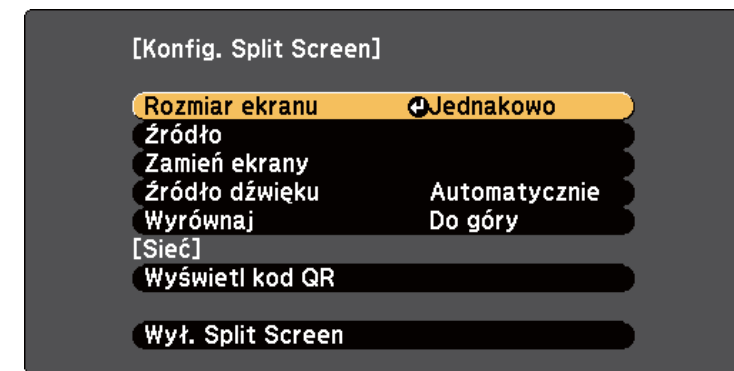 [Konfig. Split Screen]
Rozmiar ekranu Jednakowo
Źródło
Zamień ekrany
Źródło dźwięku Automatycznie
Wyrównaj Do góry
[Sieć]
Wyświetl kod QR
Wył. Split Screen